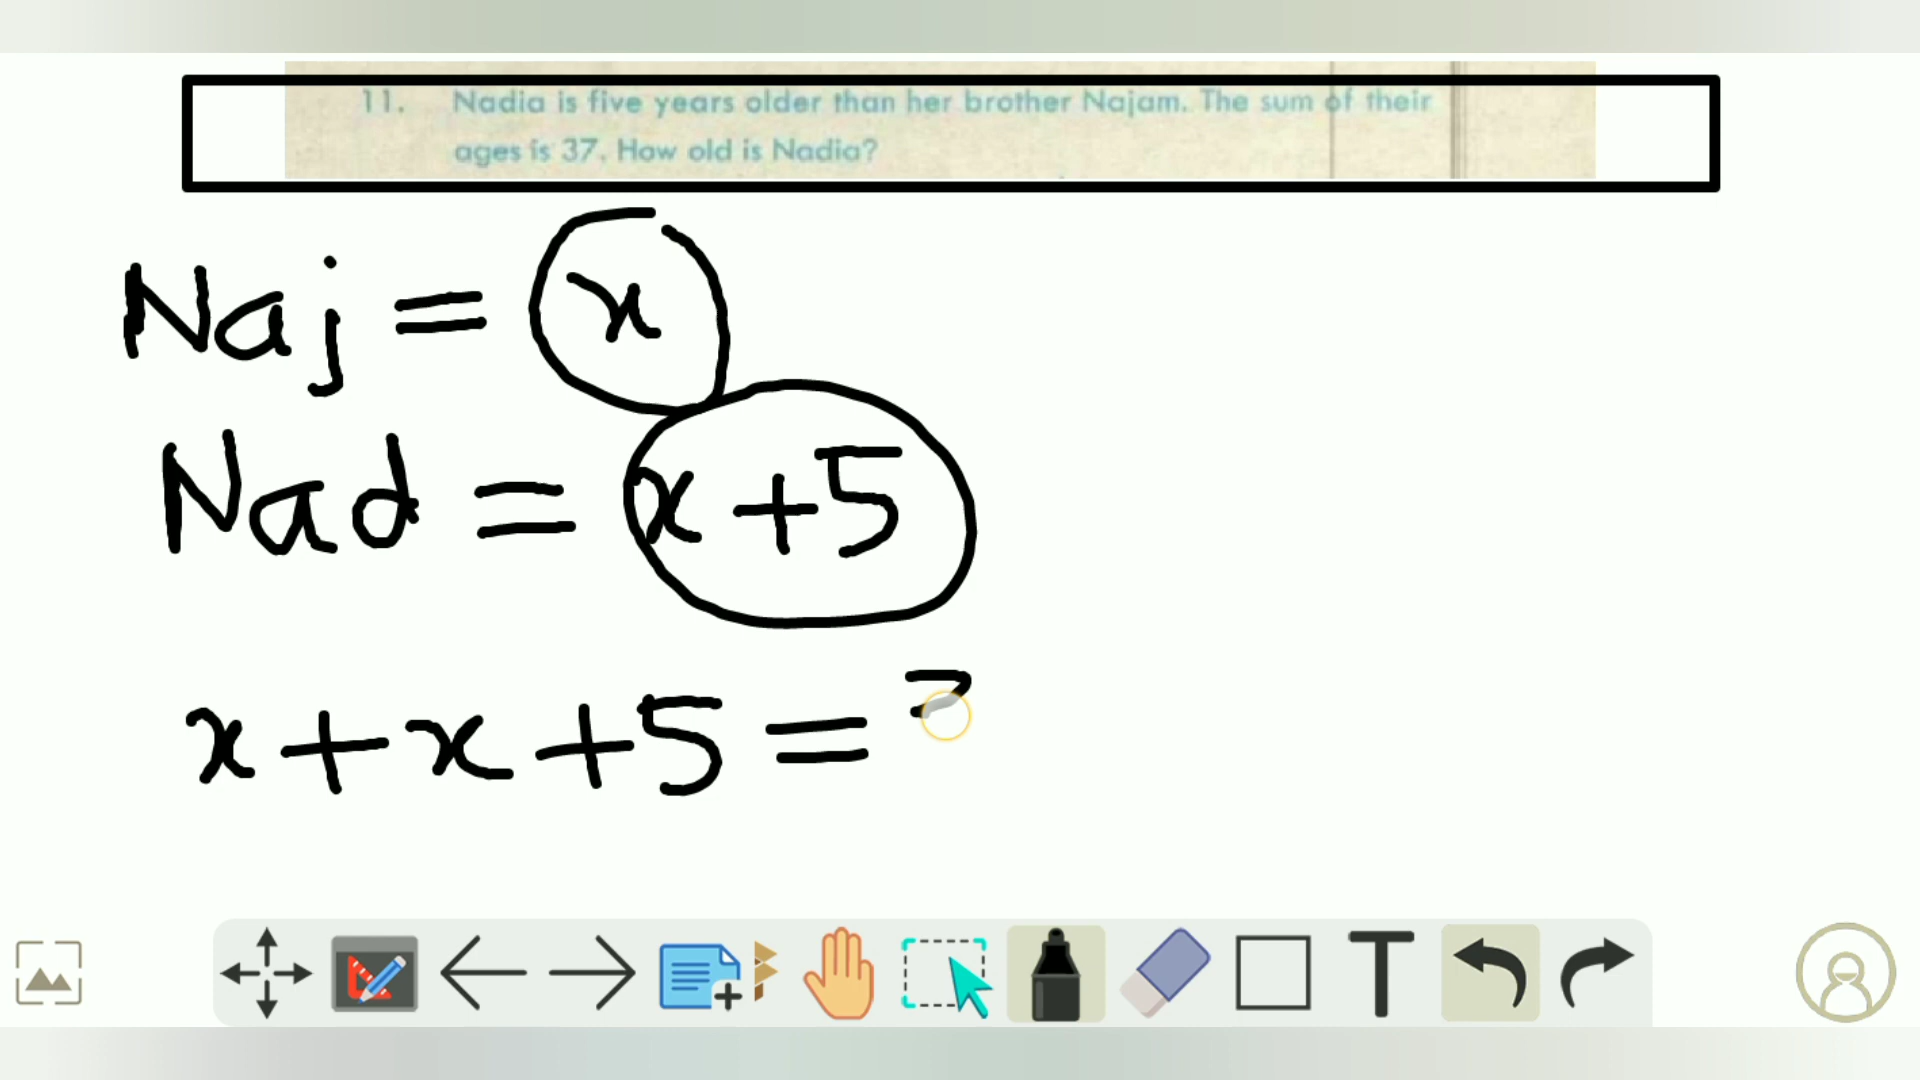 11. Nadia is five years older than her brother Najam. The sum of their
ages is 37. How old is Nadia?
Naj = x
Nad = x+5
x+x+5=
T